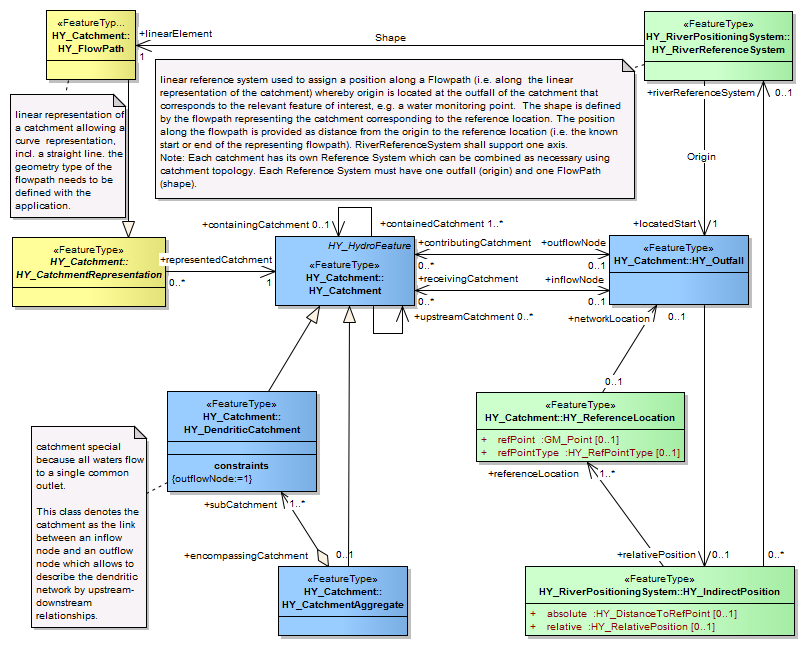 «FeatureTyp...
HY_Catchment::
HY_FlowPath
+linearElement
1
Shape
«FeatureType»
HY_RiverPositioningSystem::
HY_RiverReferenceSystem
linear reference system used to assign a position along a Flowpath (i.e. along the linear
representation of the catchment) whereby origin is located at the outfall of the catchment that
corresponds to the relevant feature of interest, e.g. a water monitoring point. The shape is defined
by the flowpath representing the catchment corresponding to the reference location. The position
along the flowpath is provided as distance from the origin to the reference location (i.e. the known
start or end of the representing flowpath). RiverReferenceSystem shall support one axis.
Note: Each catchment has its own Reference System which can be combined as necessary using
catchment topology. Each Reference System must have one outfall (origin) and one FlowPath
(shape).
+riverReferenceSystem
0..1
linear representation of
a catchment allowing a
curve representation,
incl. a straight line. the
geometry type of the
flowpath needs to be
defined with the
application.
Origin
+containingCatchment 0..1
+containedCatchment 1..*
+locatedStart
1
«FeatureType»
HY_Catchment::
HY_CatchmentRepresentation
+representedCatchment
0..*
1
HY_HydroFeature
«FeatureType»
HY_Catchment::
HY_Catchment
+contributingCatchment
+outflowNode
0..*
0..1
+receivingCatchment
+inflowNode
0..*
0..1
«FeatureType»
HY_Catchment::HY_Outfall
+upstreamCatchment 0..*
+networkLocation
0..1
0..1
«FeatureType»
HY_Catchment::
HY_DendriticCatchment
constraints
{outflowNode:=1}
«FeatureType»
HY_Catchment::HY_ReferenceLocation
+ refPoint :GM_Point [0..1]
+ refPointType :HY_RefPointType [0..1]
+referenceLocation
1..*
catchment special
because all waters flow
to a single common
outlet.
This class denotes the
catchment as the link
between an inflow
node and an outflow
node which allows to
describe the dendritic
network by upstream-
downstream
relationships.
+subCatchment
1..*
+encompassingCatchment
0..1
+relativePosition
0..1
0..*
«FeatureType»
HY_Catchment::
HY_CatchmentAggregate
«FeatureType»
HY_RiverPositioningSystem::HY_IndirectPosition
+ absolute :HY_DistanceToRefPoint [0..1]
+ relative :HY_RelativePosition [0..1]